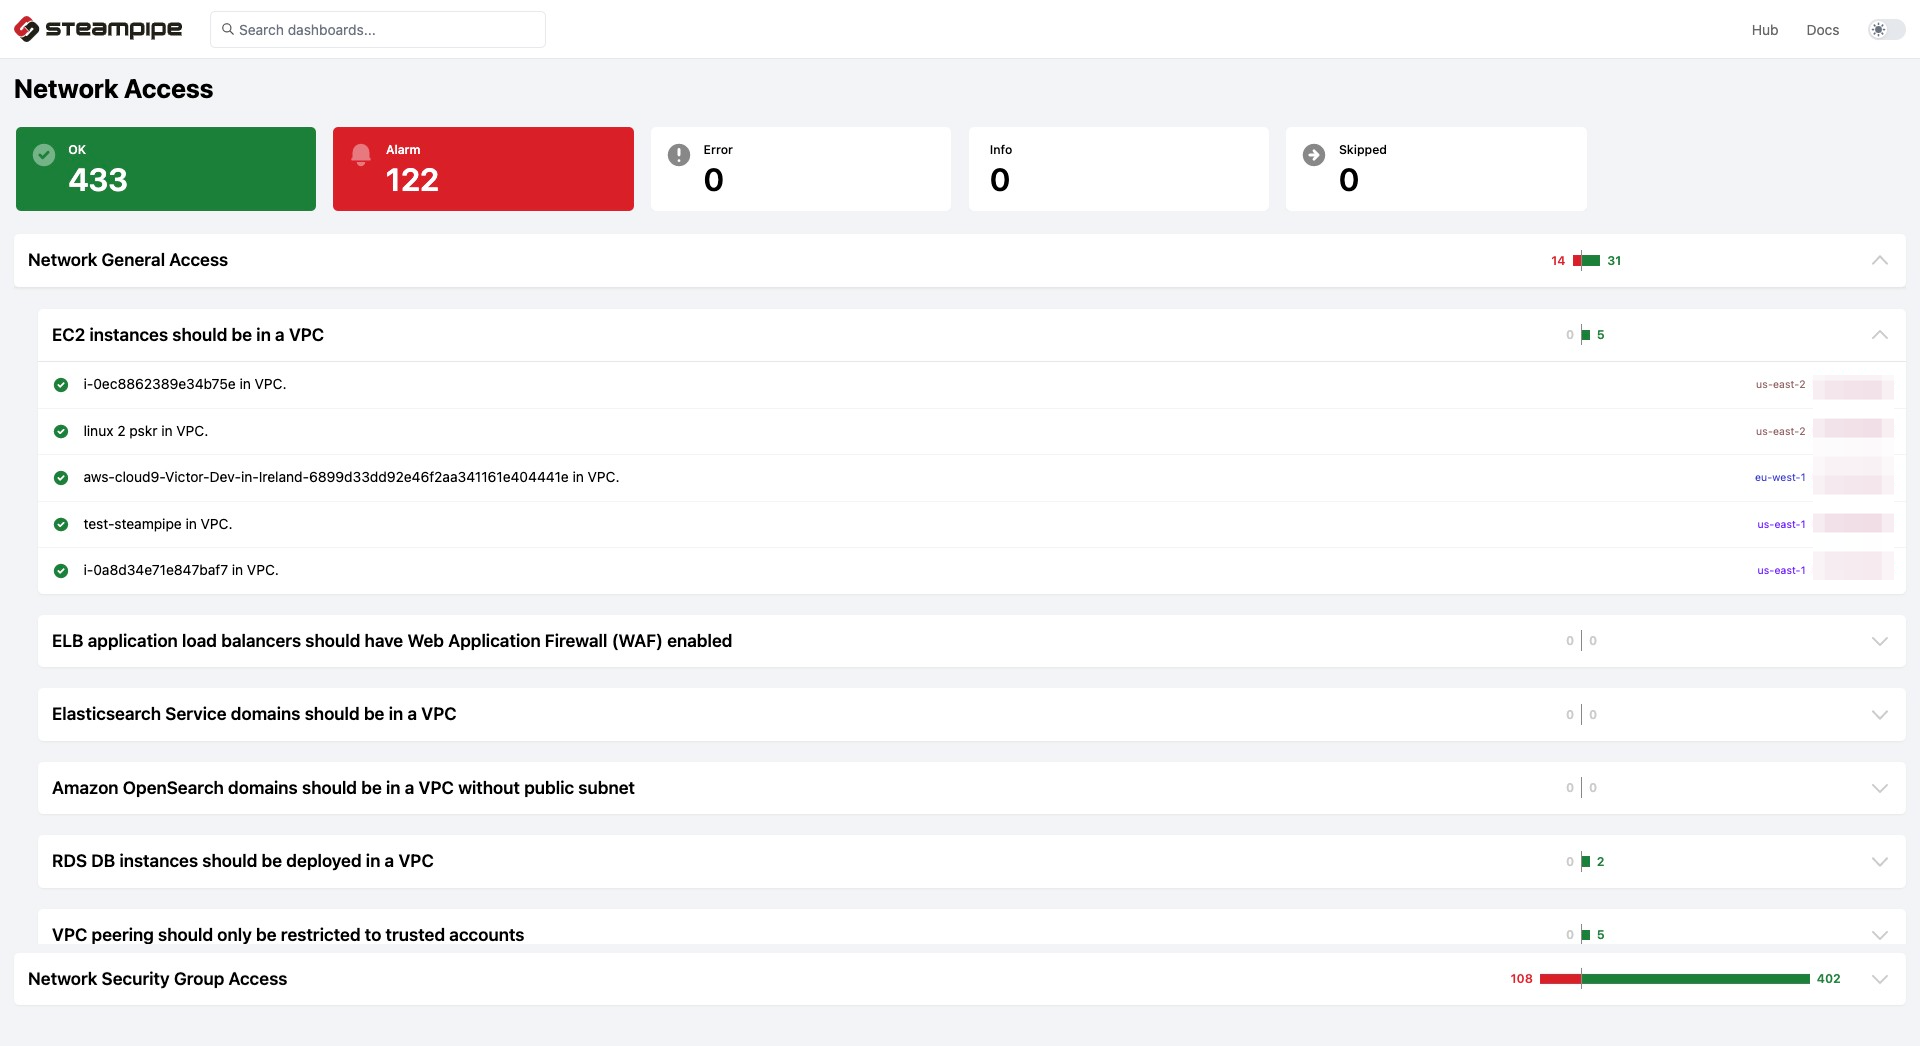 steampipe
Search dashboards...
Hub
Docs
Network Access
OK
433
Alarm
122
Error
0
Info
0
Skipped
0
Network General Access
14
31
EC2 instances should be in a VPC
0
5
i-0ec8862389e34b75e in VPC.
us-east-2
linux 2 pskr in VPC.
us-east-2
aws-cloud9-Victor-Dev-in-Ireland-6899d33dd92e46f2aa341161e404441e in VPC.
eu-west-1
test-steampipe in VPC.
us-east-1
i-0a8d34e71e847baf7 in VPC.
us-east-1
ELB application load balancers should have Web Application Firewall (WAF) enabled
0
0
Elasticsearch Service domains should be in a VPC
0
0
Amazon OpenSearch domains should be in a VPC without public subnet
0
0
RDS DB instances should be deployed in a VPC
0
2
VPC peering should only be restricted to trusted accounts
0
5
Network Security Group Access
108
402